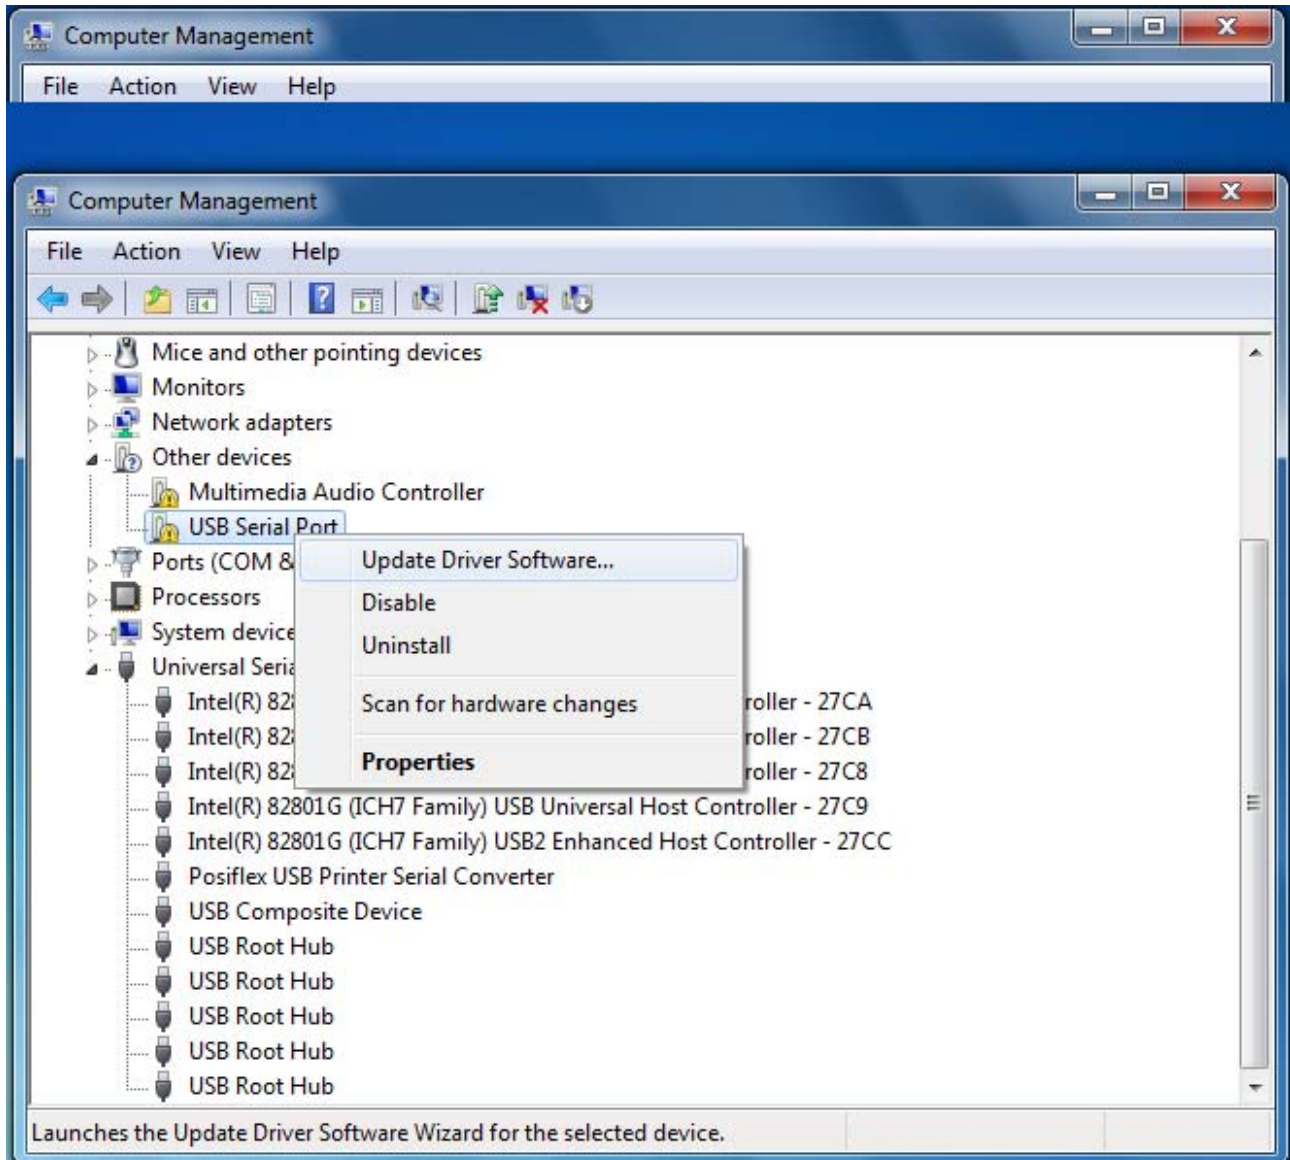 Computer Management
File Action View Help
Computer Management
File Action View Help
Mice and other pointing devices
Monitors
Network adapters
Other devices
Multimedia Audio Controller
USB Serial Port
Ports (COM &
Update Driver Software...
Processors
Disable
System device
Uninstall
Universal Seria
Intel(R) 828 roller - 27CA
Scan for hardware changes
Intel(R) 828 roller - 27CB
Properties
Intel(R) 828 roller - 27C8
Intel(R) 82801G (ICH7 Family) USB Universal Host Controller - 27C9
Intel(R) 82801G (ICH7 Family) USB2 Enhanced Host Controller - 27CC
Posiflex USB Printer Serial Converter
USB Composite Device
USB Root Hub
USB Root Hub
USB Root Hub
USB Root Hub
USB Root Hub
Launches the Update Driver Software Wizard for the selected device.